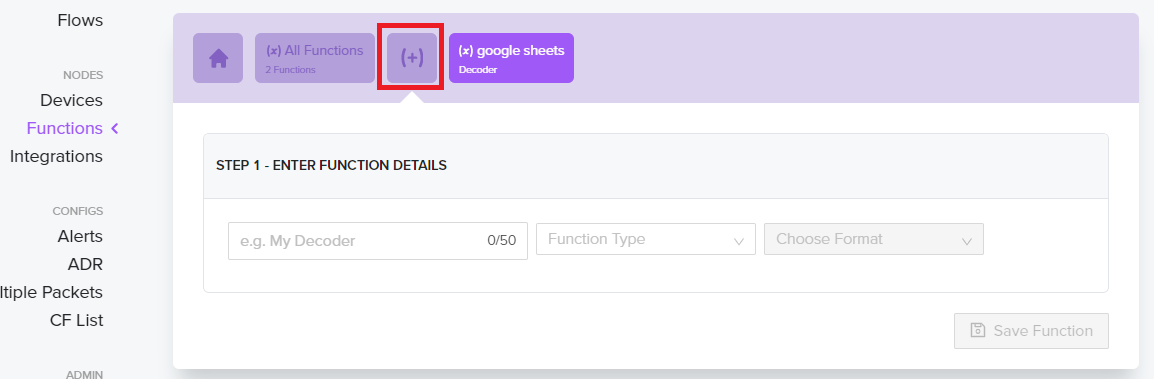 Flows
NODES
Devices
Functions
Integrations
CONFIGS
Alerts
ADR
ltiple Packets
CF List
ADMIN
(x) All Functions
2 Functions
(+)
(x) google sheets
Decoder
STEP 1 - ENTER FUNCTION DETAILS
e.g. My Decoder 0/50 Function Type Choose Format
Save Function